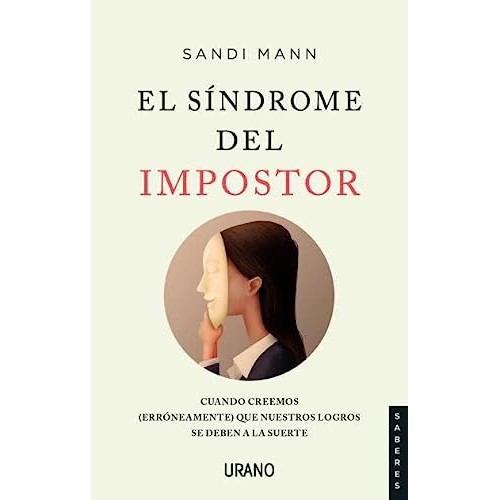 SANDI MANN
EL SÍNDROME
DEL
IMPOSTOR
CUANDO CREEMOS
(ERRÓNEAMENTE) QUE NUESTROS LOGROS
SE DEBEN A LA SUERTE
URANO
SABERES